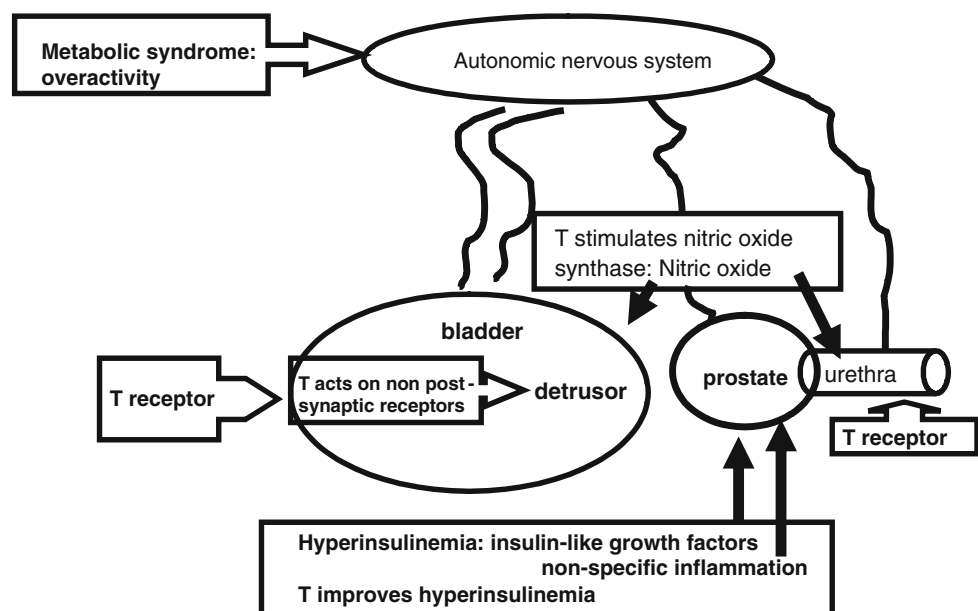 Metabolic syndrome:
overactivity
Autonomic nervous system
T stimulates nitric oxide
synthase: Nitric oxide
bladder
T receptor
T acts on non post-
synaptic receptors
detrusor
prostate
urethra
T receptor
Hyperinsulinemia: insulin-like growth factors
non-specific inflammation
T improves hyperinsulinemia